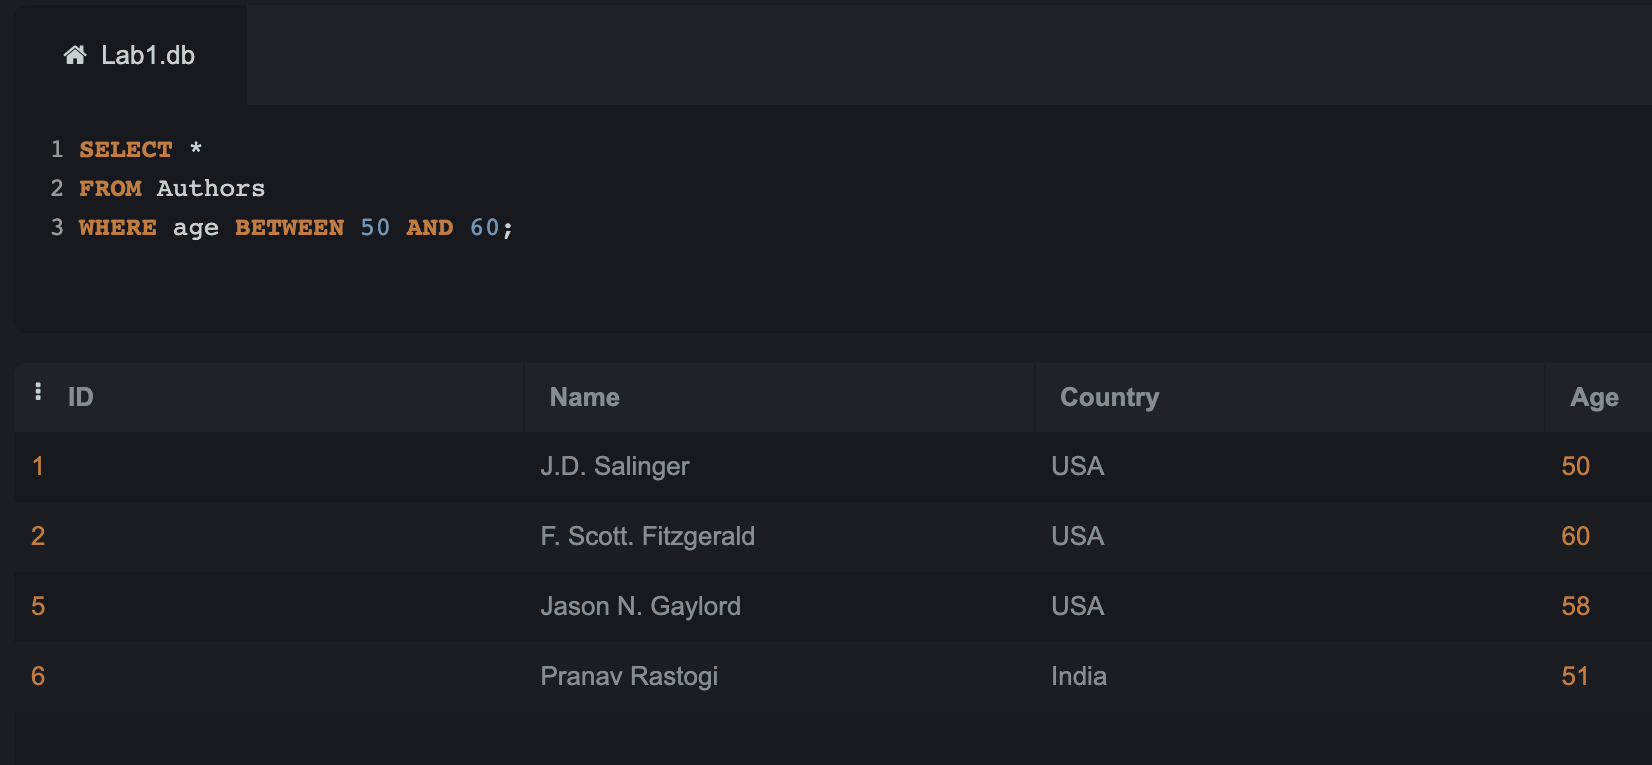 Lab1.db
1 SELECT *
2 FROM Authors
3 WHERE age BETWEEN 50 AND 60;
ID Name Country Age
1 J.D. Salinger USA 50
2 F. Scott. Fitzgerald USA 60
5 Jason N. Gaylord USA 58
6 Pranav Rastogi India 51